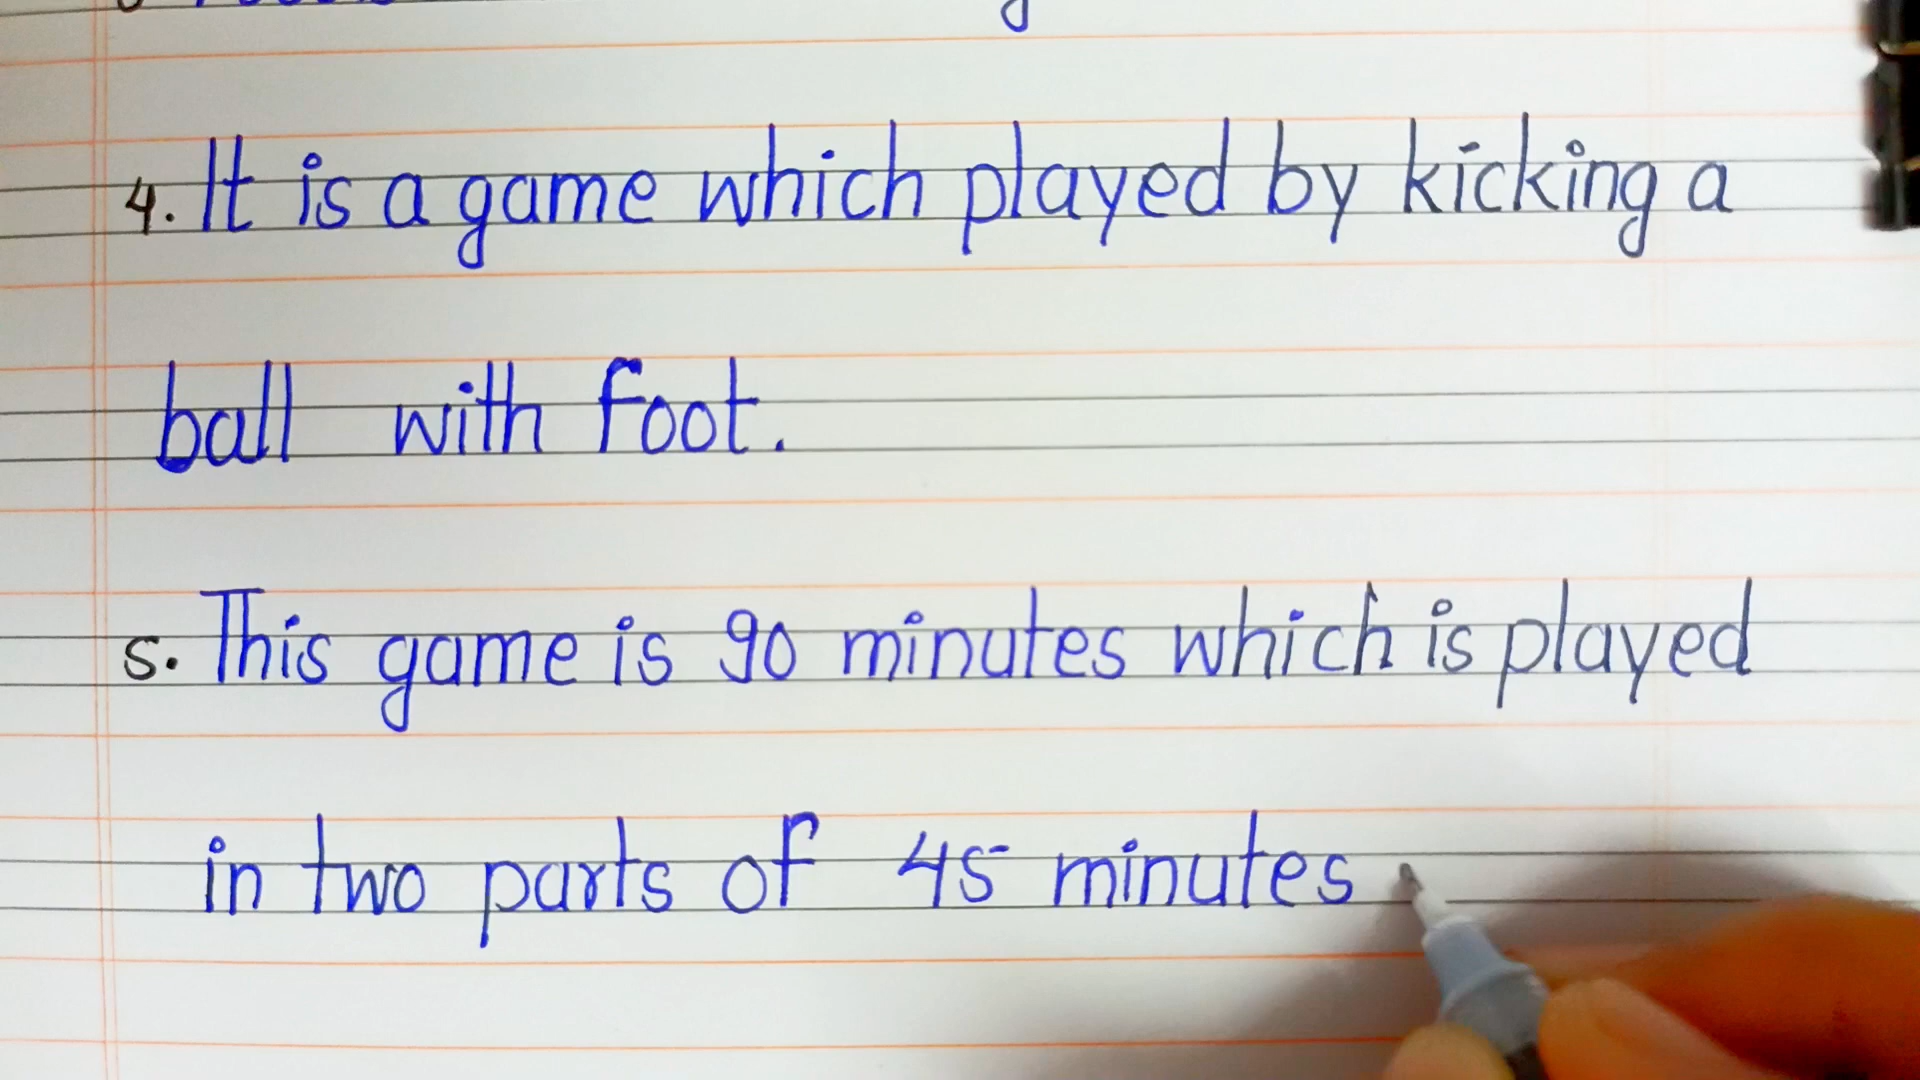 4. It is a game which played by kicking a
ball with foot.
5. This game is 90 minutes which is played
in two parts of 45 minutes